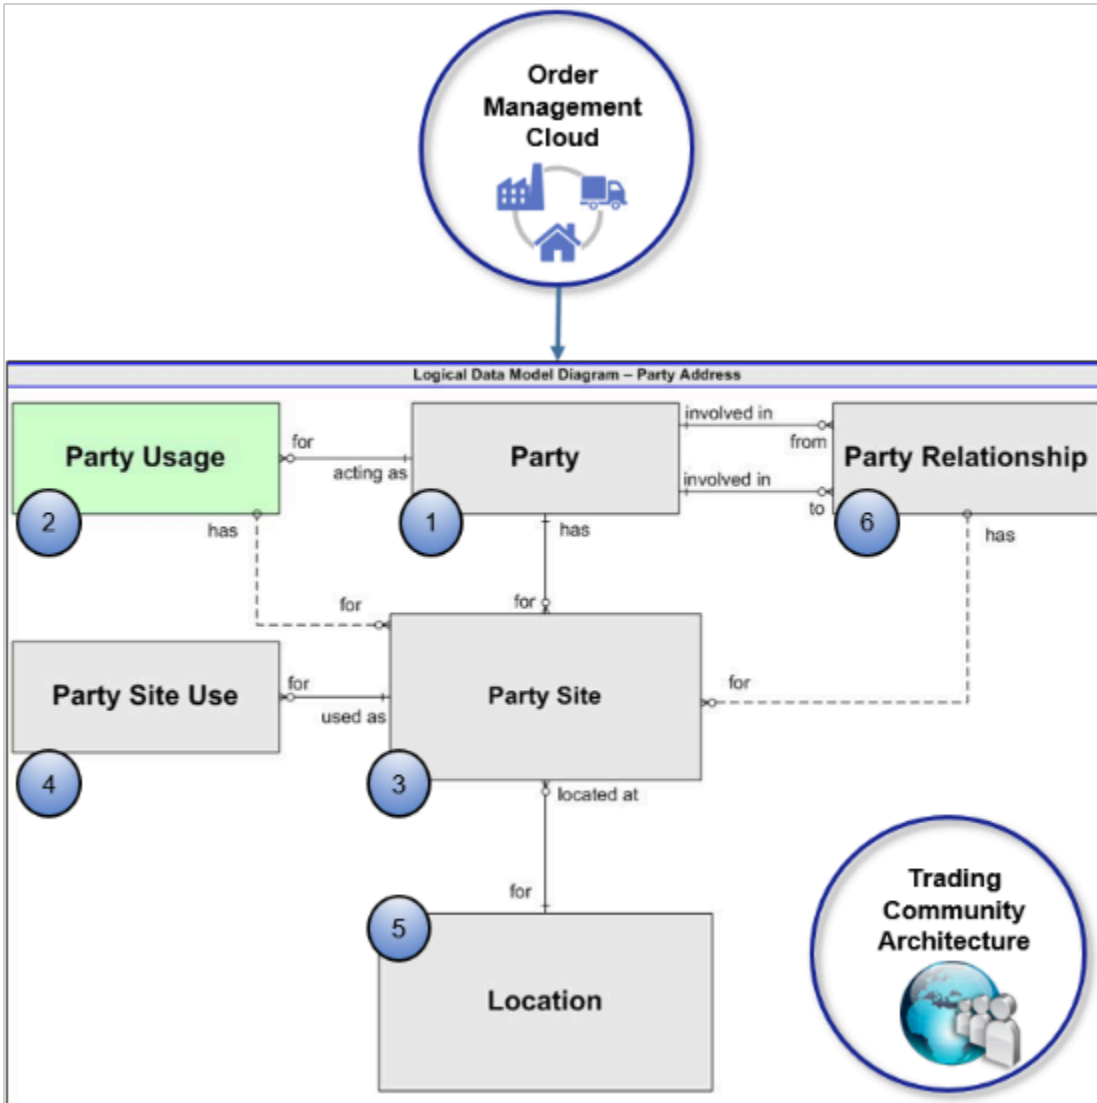 Order
Management
Cloud
Logical Data Model Diagram – Party Address
Party Usage
for
acting as
Party
involved in
from
involved in
to
Party Relationship
2
has
1
has
6
has
for
for
Party Site Use
for
used as
Party Site
for
4
3
located at
for
5
Location
Trading
Community
Architecture